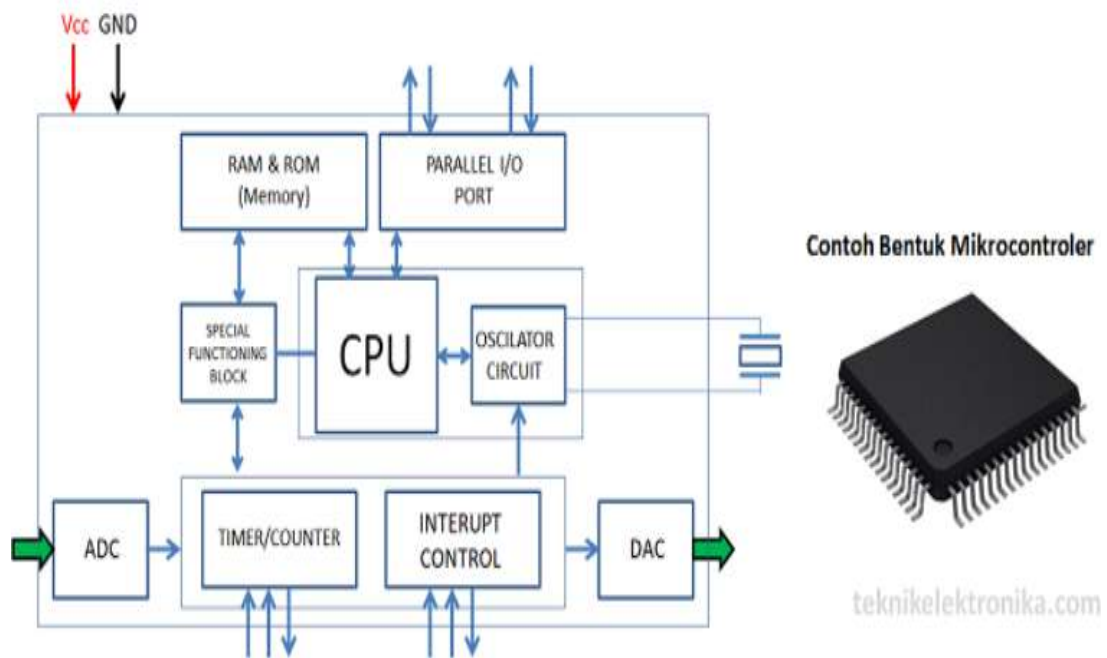 Vcc GND
RAM & ROM
(Memory)
PARALLEL I/O
PORT
Contoh Bentuk Mikrocontroler
SPECIAL
FUNCTIONING
BLOCK
CPU
OSCILATOR
CIRCUIT
ADC
TIMER/COUNTER
INTERUPT
CONTROL
DAC
teknikelektronika.com